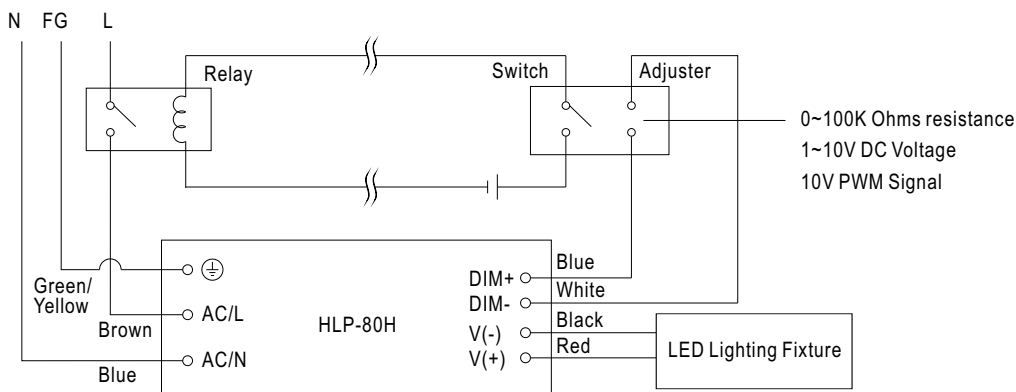 N FG L
Relay
Switch
Adjuster
0~100K Ohms resistance
1~10V DC Voltage
10V PWM Signal
Green/
Yellow
Brown
Blue
AC/L
AC/N
HLP-80H
DIM+
DIM-
V(-)
V(+)
Blue
White
Black
Red
LED Lighting Fixture